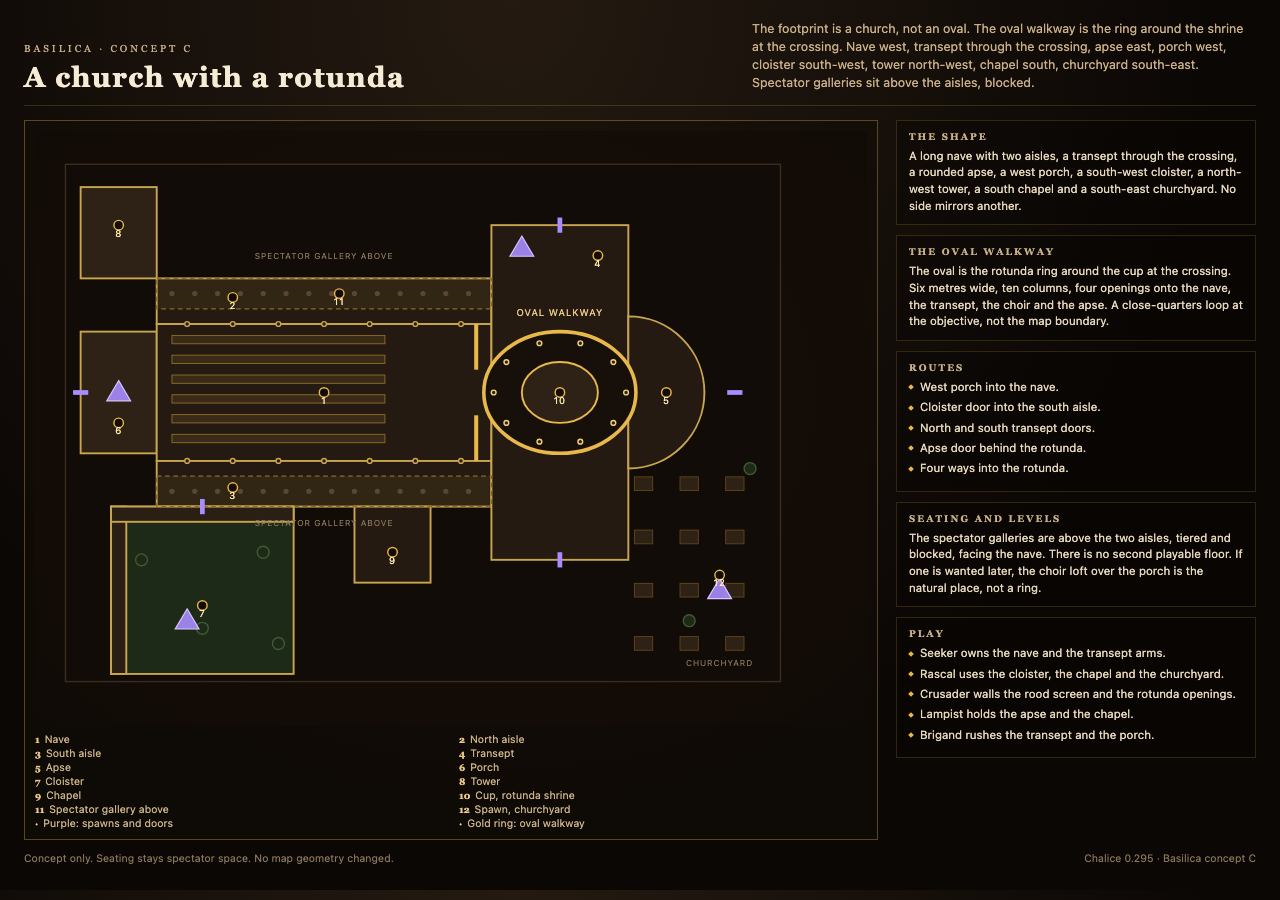 BASILICA · CONCEPT C
A church with a rotunda
The footprint is a church, not an oval. The oval walkway is the ring around the shrine
at the crossing. Nave west, transept through the crossing, apse east, porch west,
cloister south-west, tower north-west, chapel south, churchyard south-east.
Spectator galleries sit above the aisles, blocked.
8
SPECTATOR GALLERY ABOVE
4
2
11
OVAL WALKWAY
1
10
5
6
3
SPECTATOR GALLERY ABOVE
9
12
7
CHURCHYARD
1 Nave
2 North aisle
3 South aisle
4 Transept
5 Apse
6 Porch
7 Cloister
8 Tower
9 Chapel
10 Cup, rotunda shrine
11 Spectator gallery above
12 Spawn, churchyard
· Purple: spawns and doors
· Gold ring: oval walkway
THE SHAPE
A long nave with two aisles, a transept through the crossing,
a rounded apse, a west porch, a south-west cloister, a north-
west tower, a south chapel and a south-east churchyard. No
side mirrors another.
THE OVAL WALKWAY
The oval is the rotunda ring around the cup at the crossing.
Six metres wide, ten columns, four openings onto the nave,
the transept, the choir and the apse. A close-quarters loop at
the objective, not the map boundary.
ROUTES
West porch into the nave.
Cloister door into the south aisle.
North and south transept doors.
Apse door behind the rotunda.
Four ways into the rotunda.
SEATING AND LEVELS
The spectator galleries are above the two aisles, tiered and
blocked, facing the nave. There is no second playable floor. If
one is wanted later, the choir loft over the porch is the
natural place, not a ring.
PLAY
Seeker owns the nave and the transept arms.
Rascal uses the cloister, the chapel and the churchyard.
Crusader walls the rood screen and the rotunda openings.
Lampist holds the apse and the chapel.
Brigand rushes the transept and the porch.
Concept only. Seating stays spectator space. No map geometry changed.
Chalice 0.295 · Basilica concept C